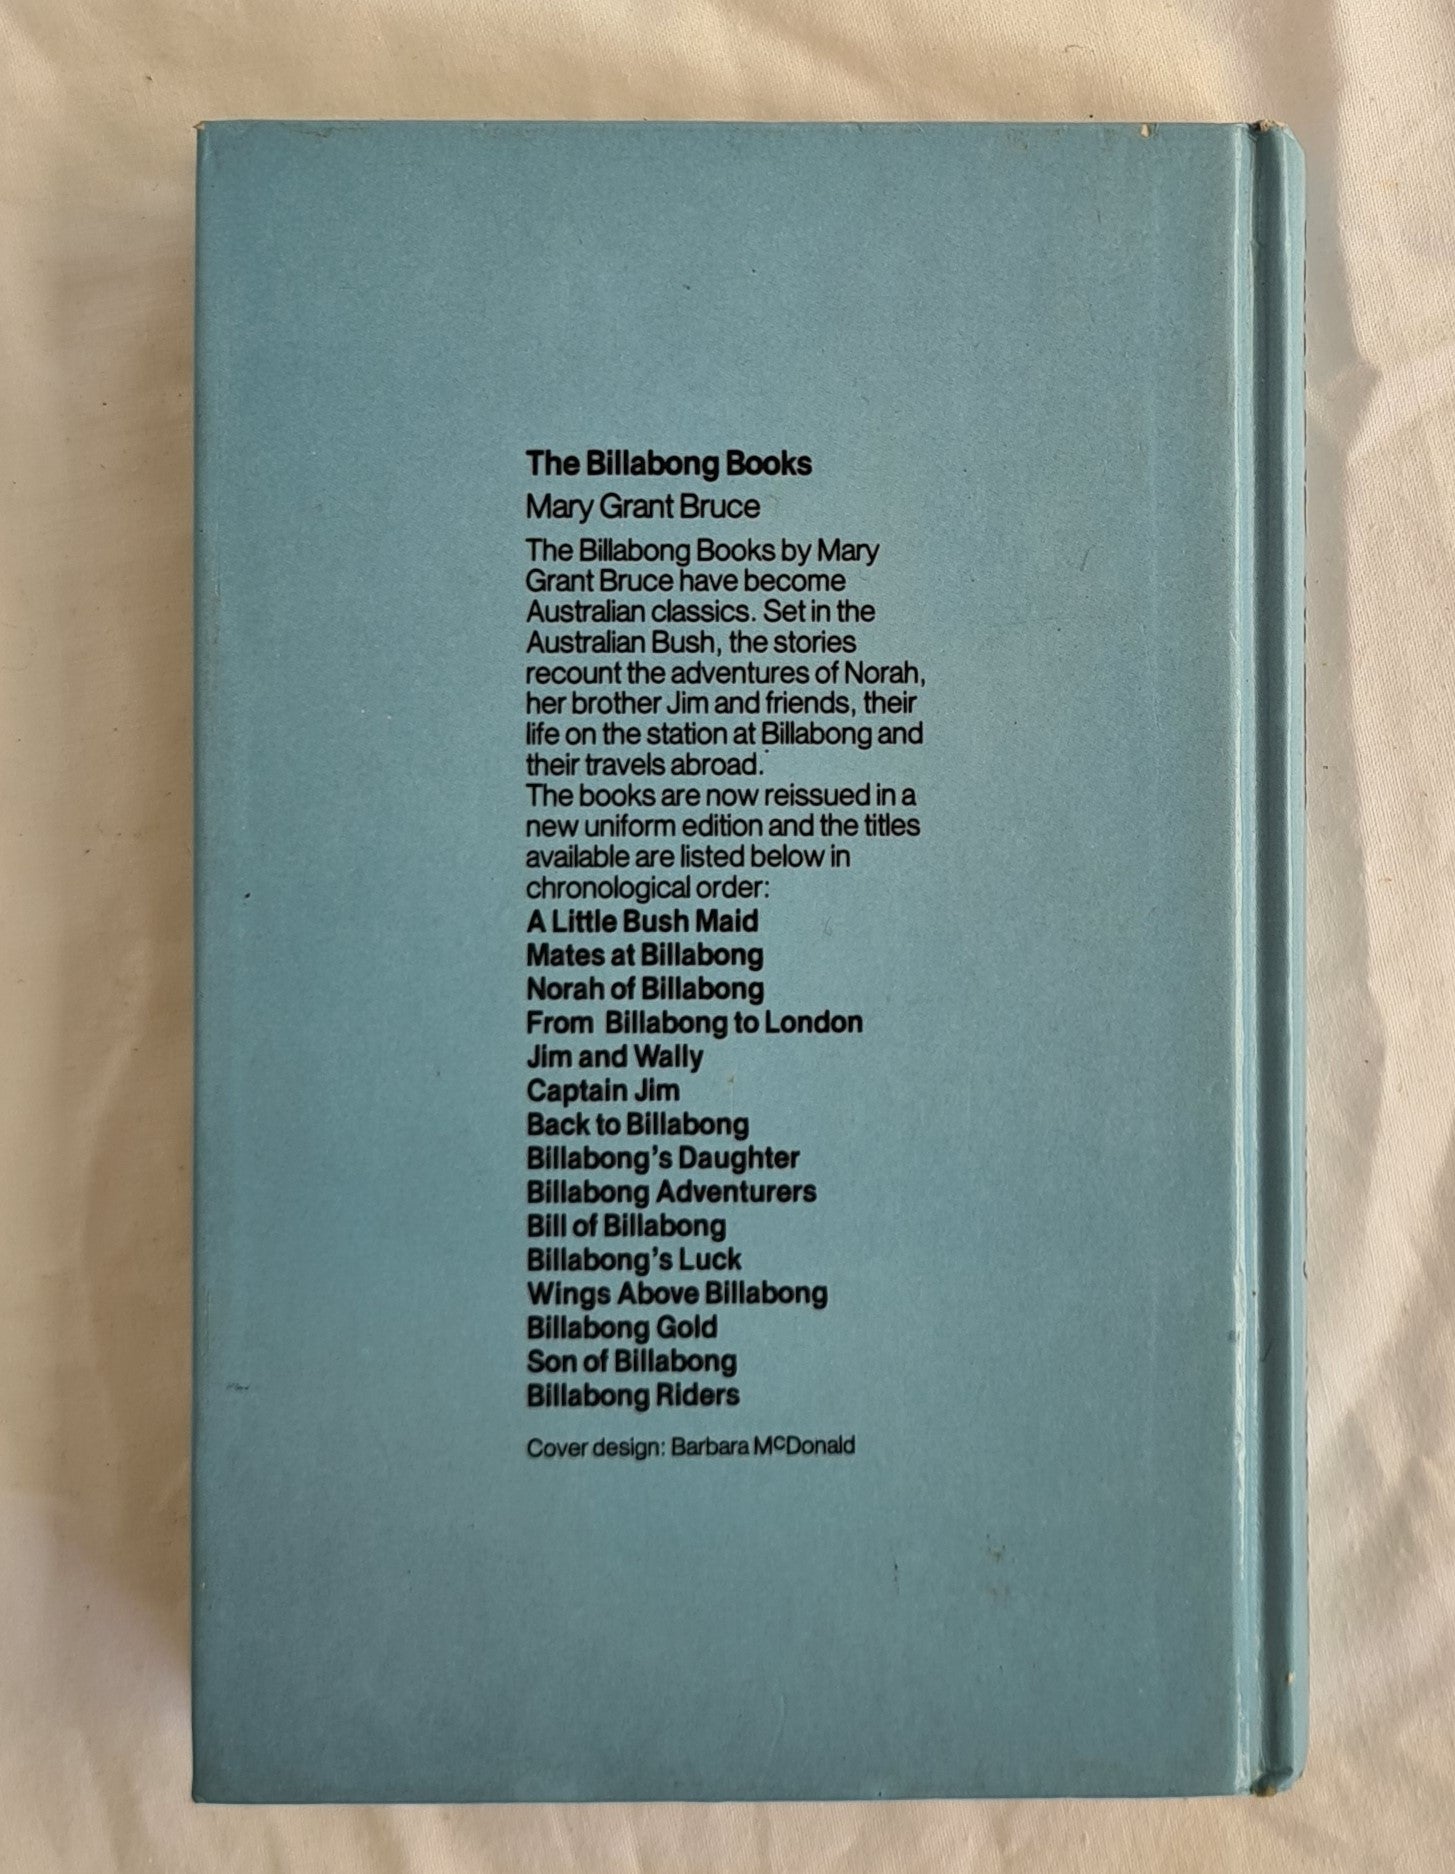 The Billabong Books
Mary Grant Bruce
The Billabong Books by Mary
Grant Bruce have become
Australian classics. Set in the
Australian Bush, the stories
recount the adventures of Norah,
her brother Jim and friends, their
life on the station at Billabong and
their travels abroad.
The books are now reissued in a
new uniform edition and the titles
available are listed below in
chronological order:
A Little Bush Maid
Mates at Billabong
Norah of Billabong
From Billabong to London
Jim and Wally
Captain Jim
Back to Billabong
Billabong's Daughter
Billabong Adventurers
Bill of Billabong
Billabong's Luck
Wings Above Billabong
Billabong Gold
Son of Billabong
Billabong Riders
Cover design: Barbara McDonald